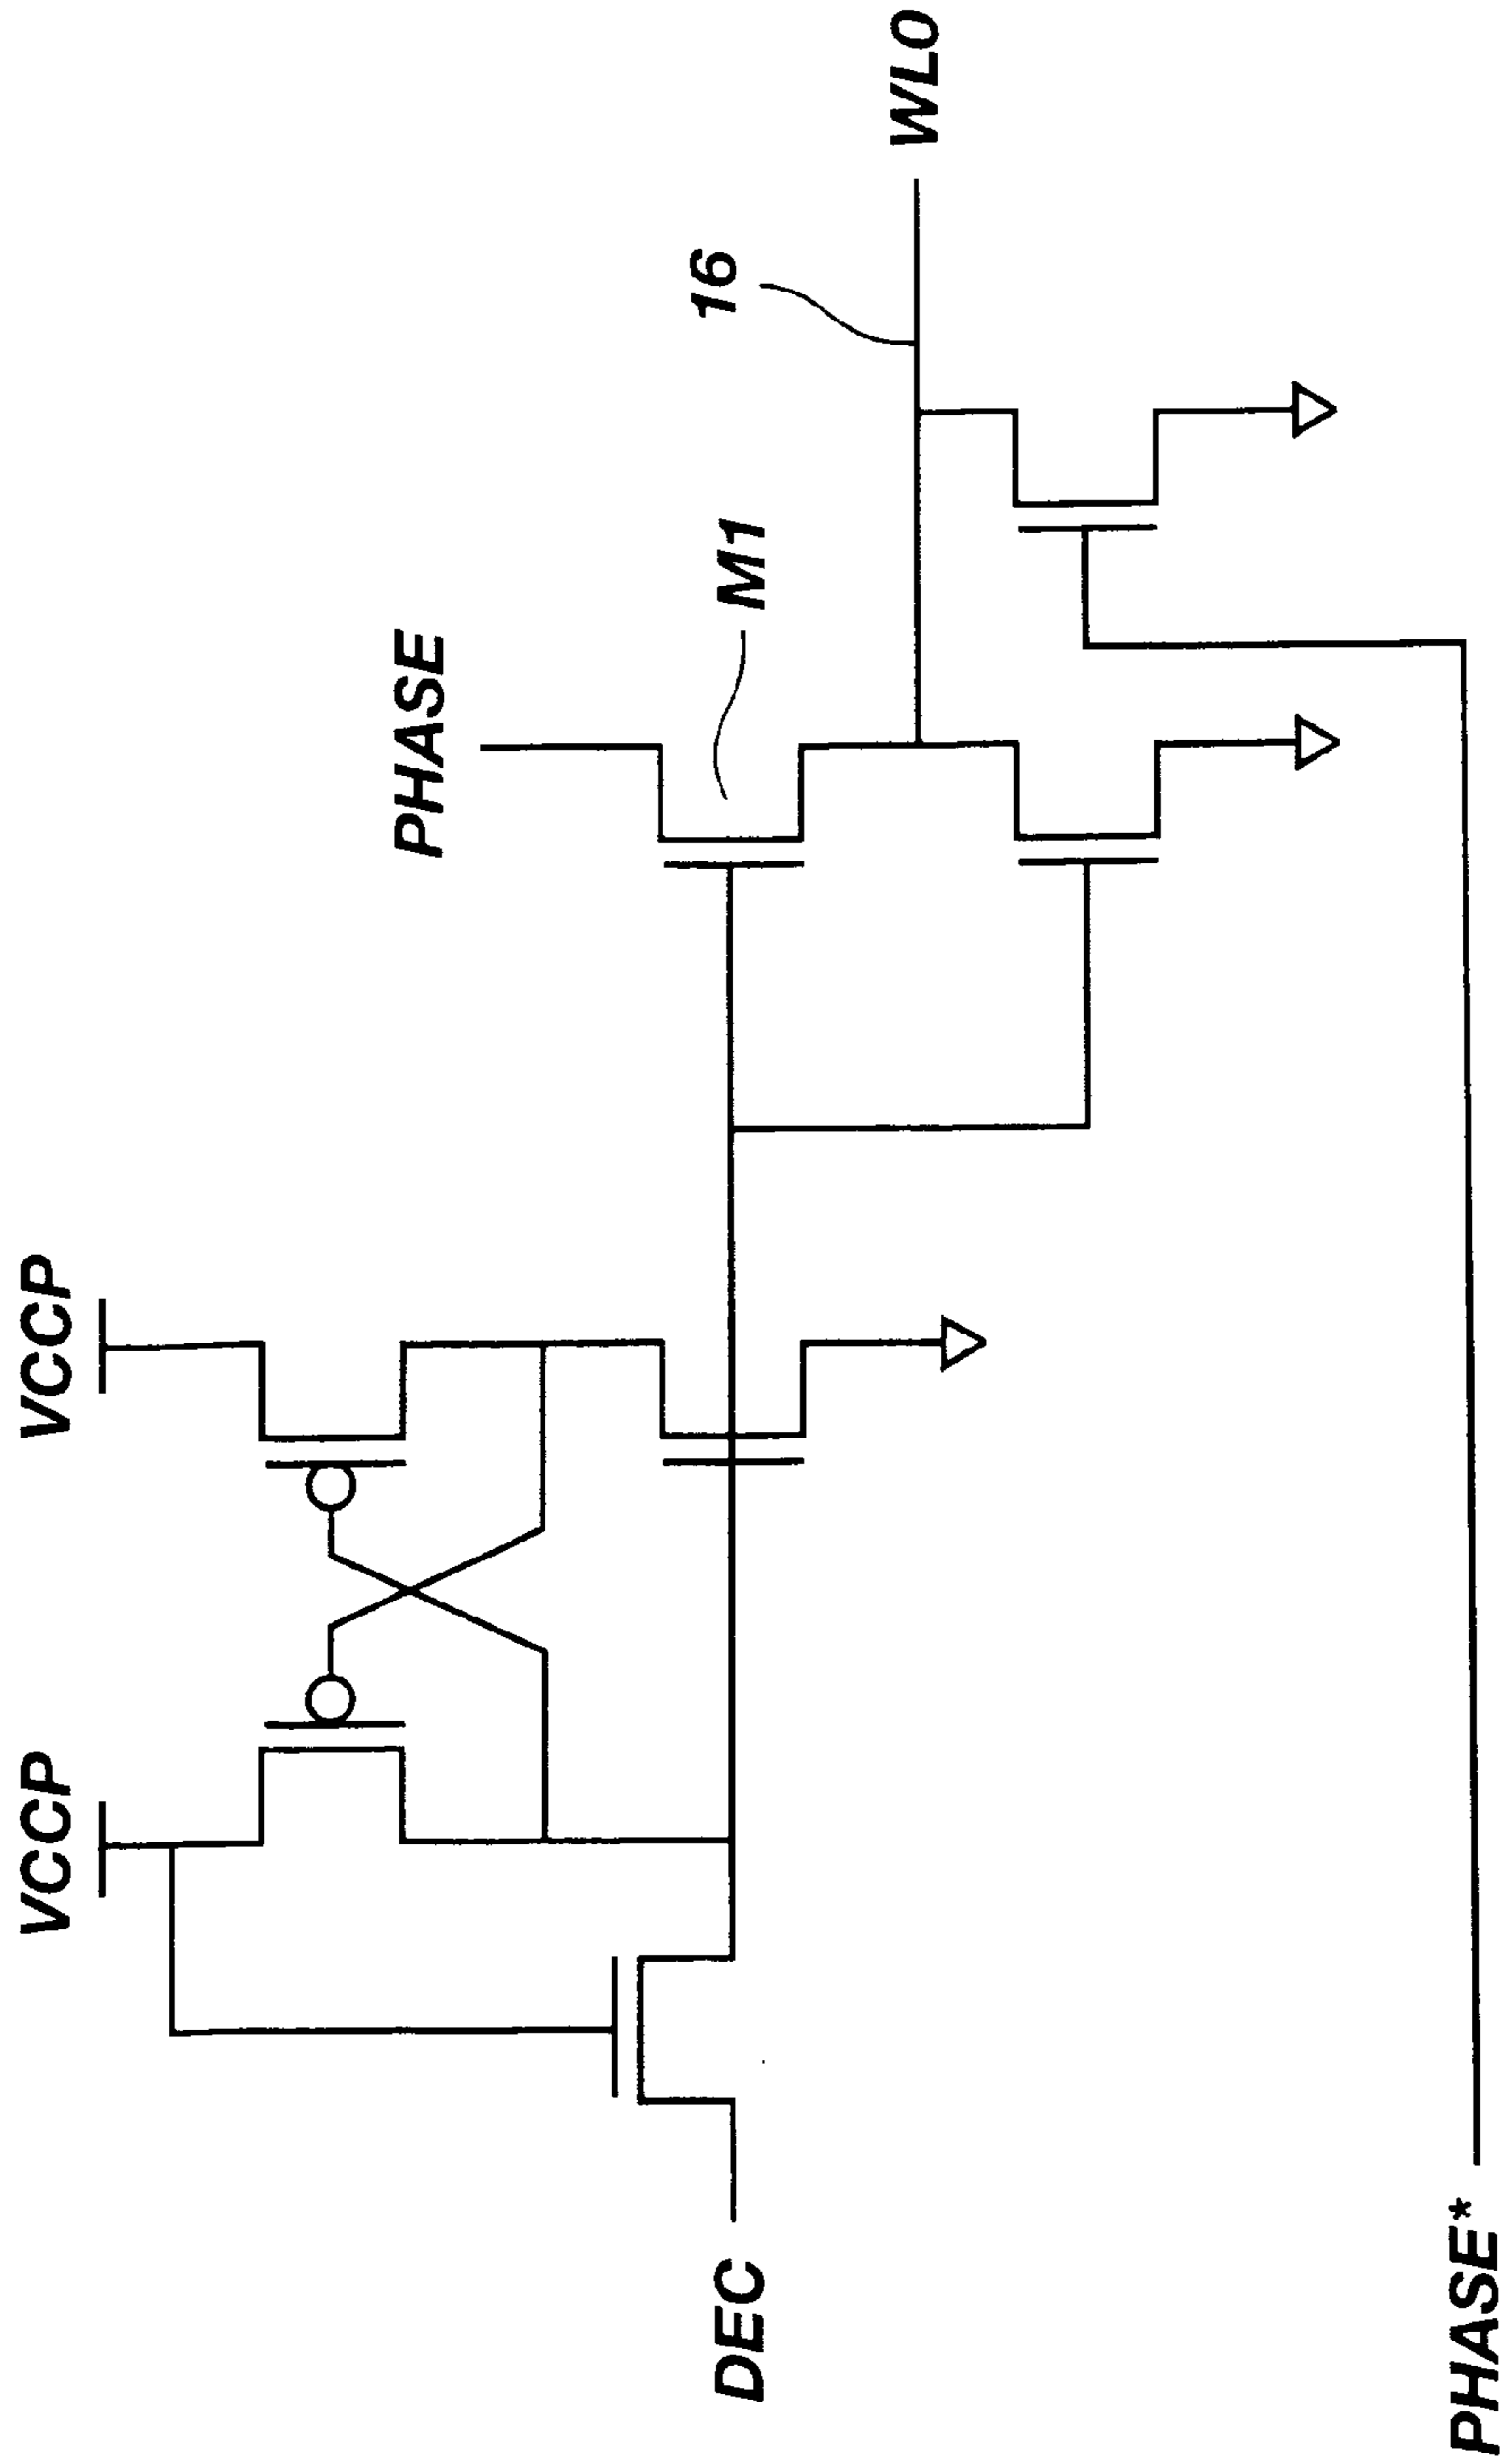 VCCP
VCCP
PHASE
M1
16
WL0
DEC
PHASE*